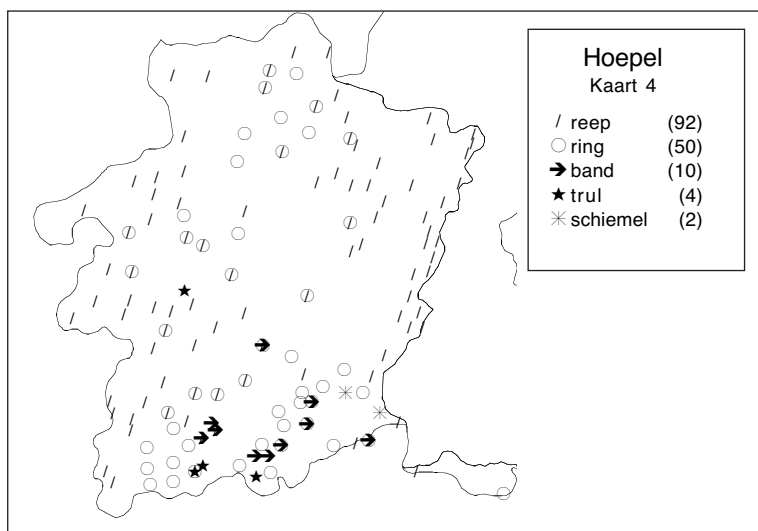 Hoepel
Kaart 4
reep (92)
ring (50)
band (10)
trul (4)
schiemel (2)